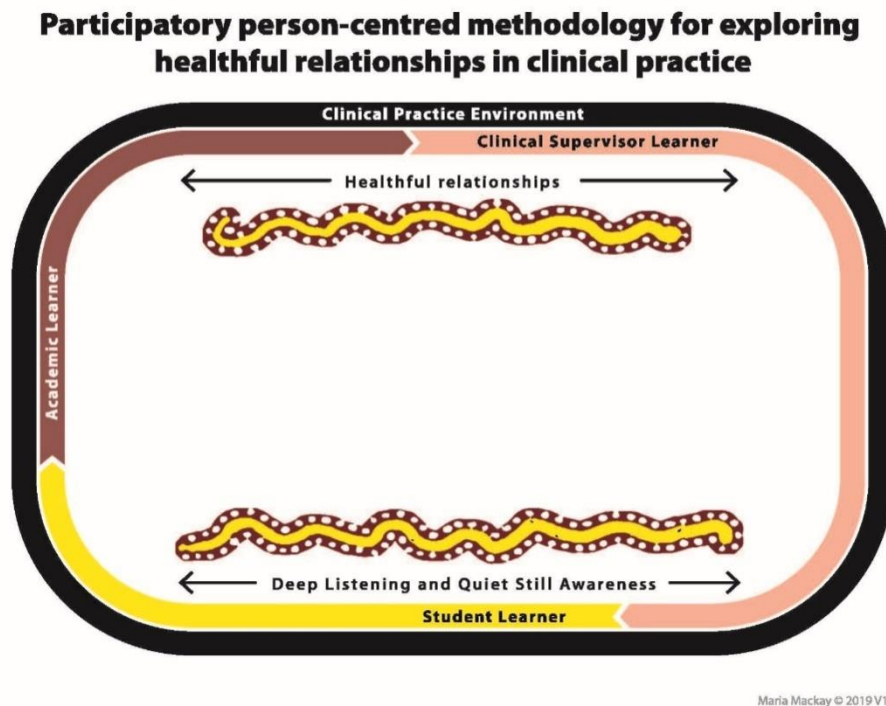 Participatory person-centred methodology for exploring
healthful relationships in clinical practice
Clinical Practice Environment
Clinical Supervisor Learner
Healthful relationships
Academic Learner
Deep Listening and Quiet Still Awareness
Student Learner
Maria Mackay © 2019 V1